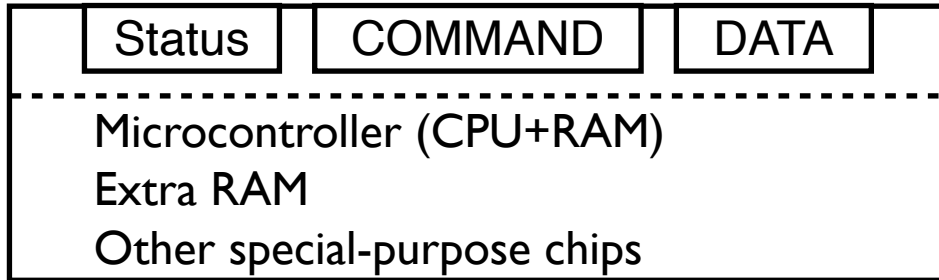 Status COMMAND DATA
Microcontroller (CPU+RAM)
Extra RAM
Other special-purpose chips